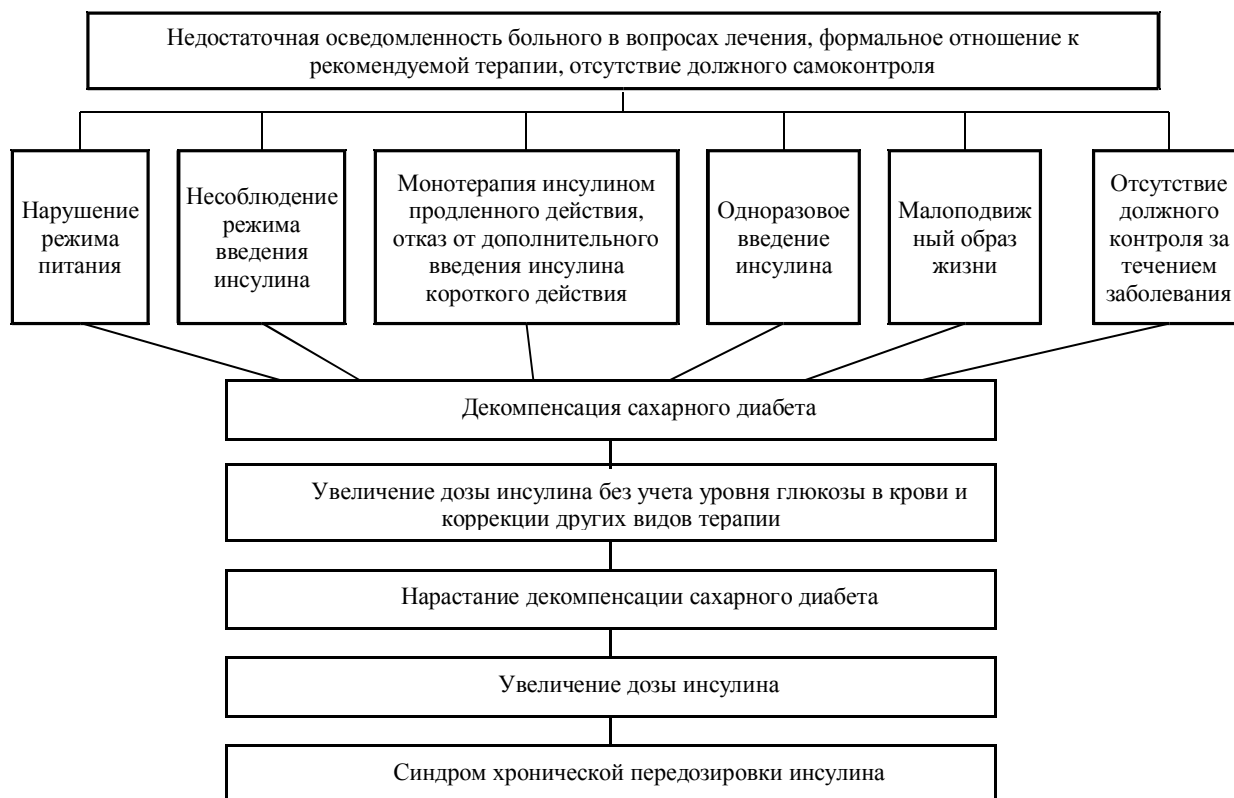 Недостаточная осведомленность больного в вопросах лечения, формальное отношение к
рекомендуемой терапии, отсутствие должного самоконтроля
Нарушение
режима
питания
Несоблюдение
режима
введения
инсулина
Монотерапия инсулином
продленного действия,
отказ от дополнительного
введения инсулина
короткого действия
Одноразовое
введение
инсулина
Малоподвиж
ный образ
жизни
Отсутствие
должного
контроля за
течением
заболевания
Декомпенсация сахарного диабета
Увеличение дозы инсулина без учета уровня глюкозы в крови и
коррекции других видов терапии
Нарастание декомпенсации сахарного диабета
Увеличение дозы инсулина
Синдром хронической передозировки инсулина